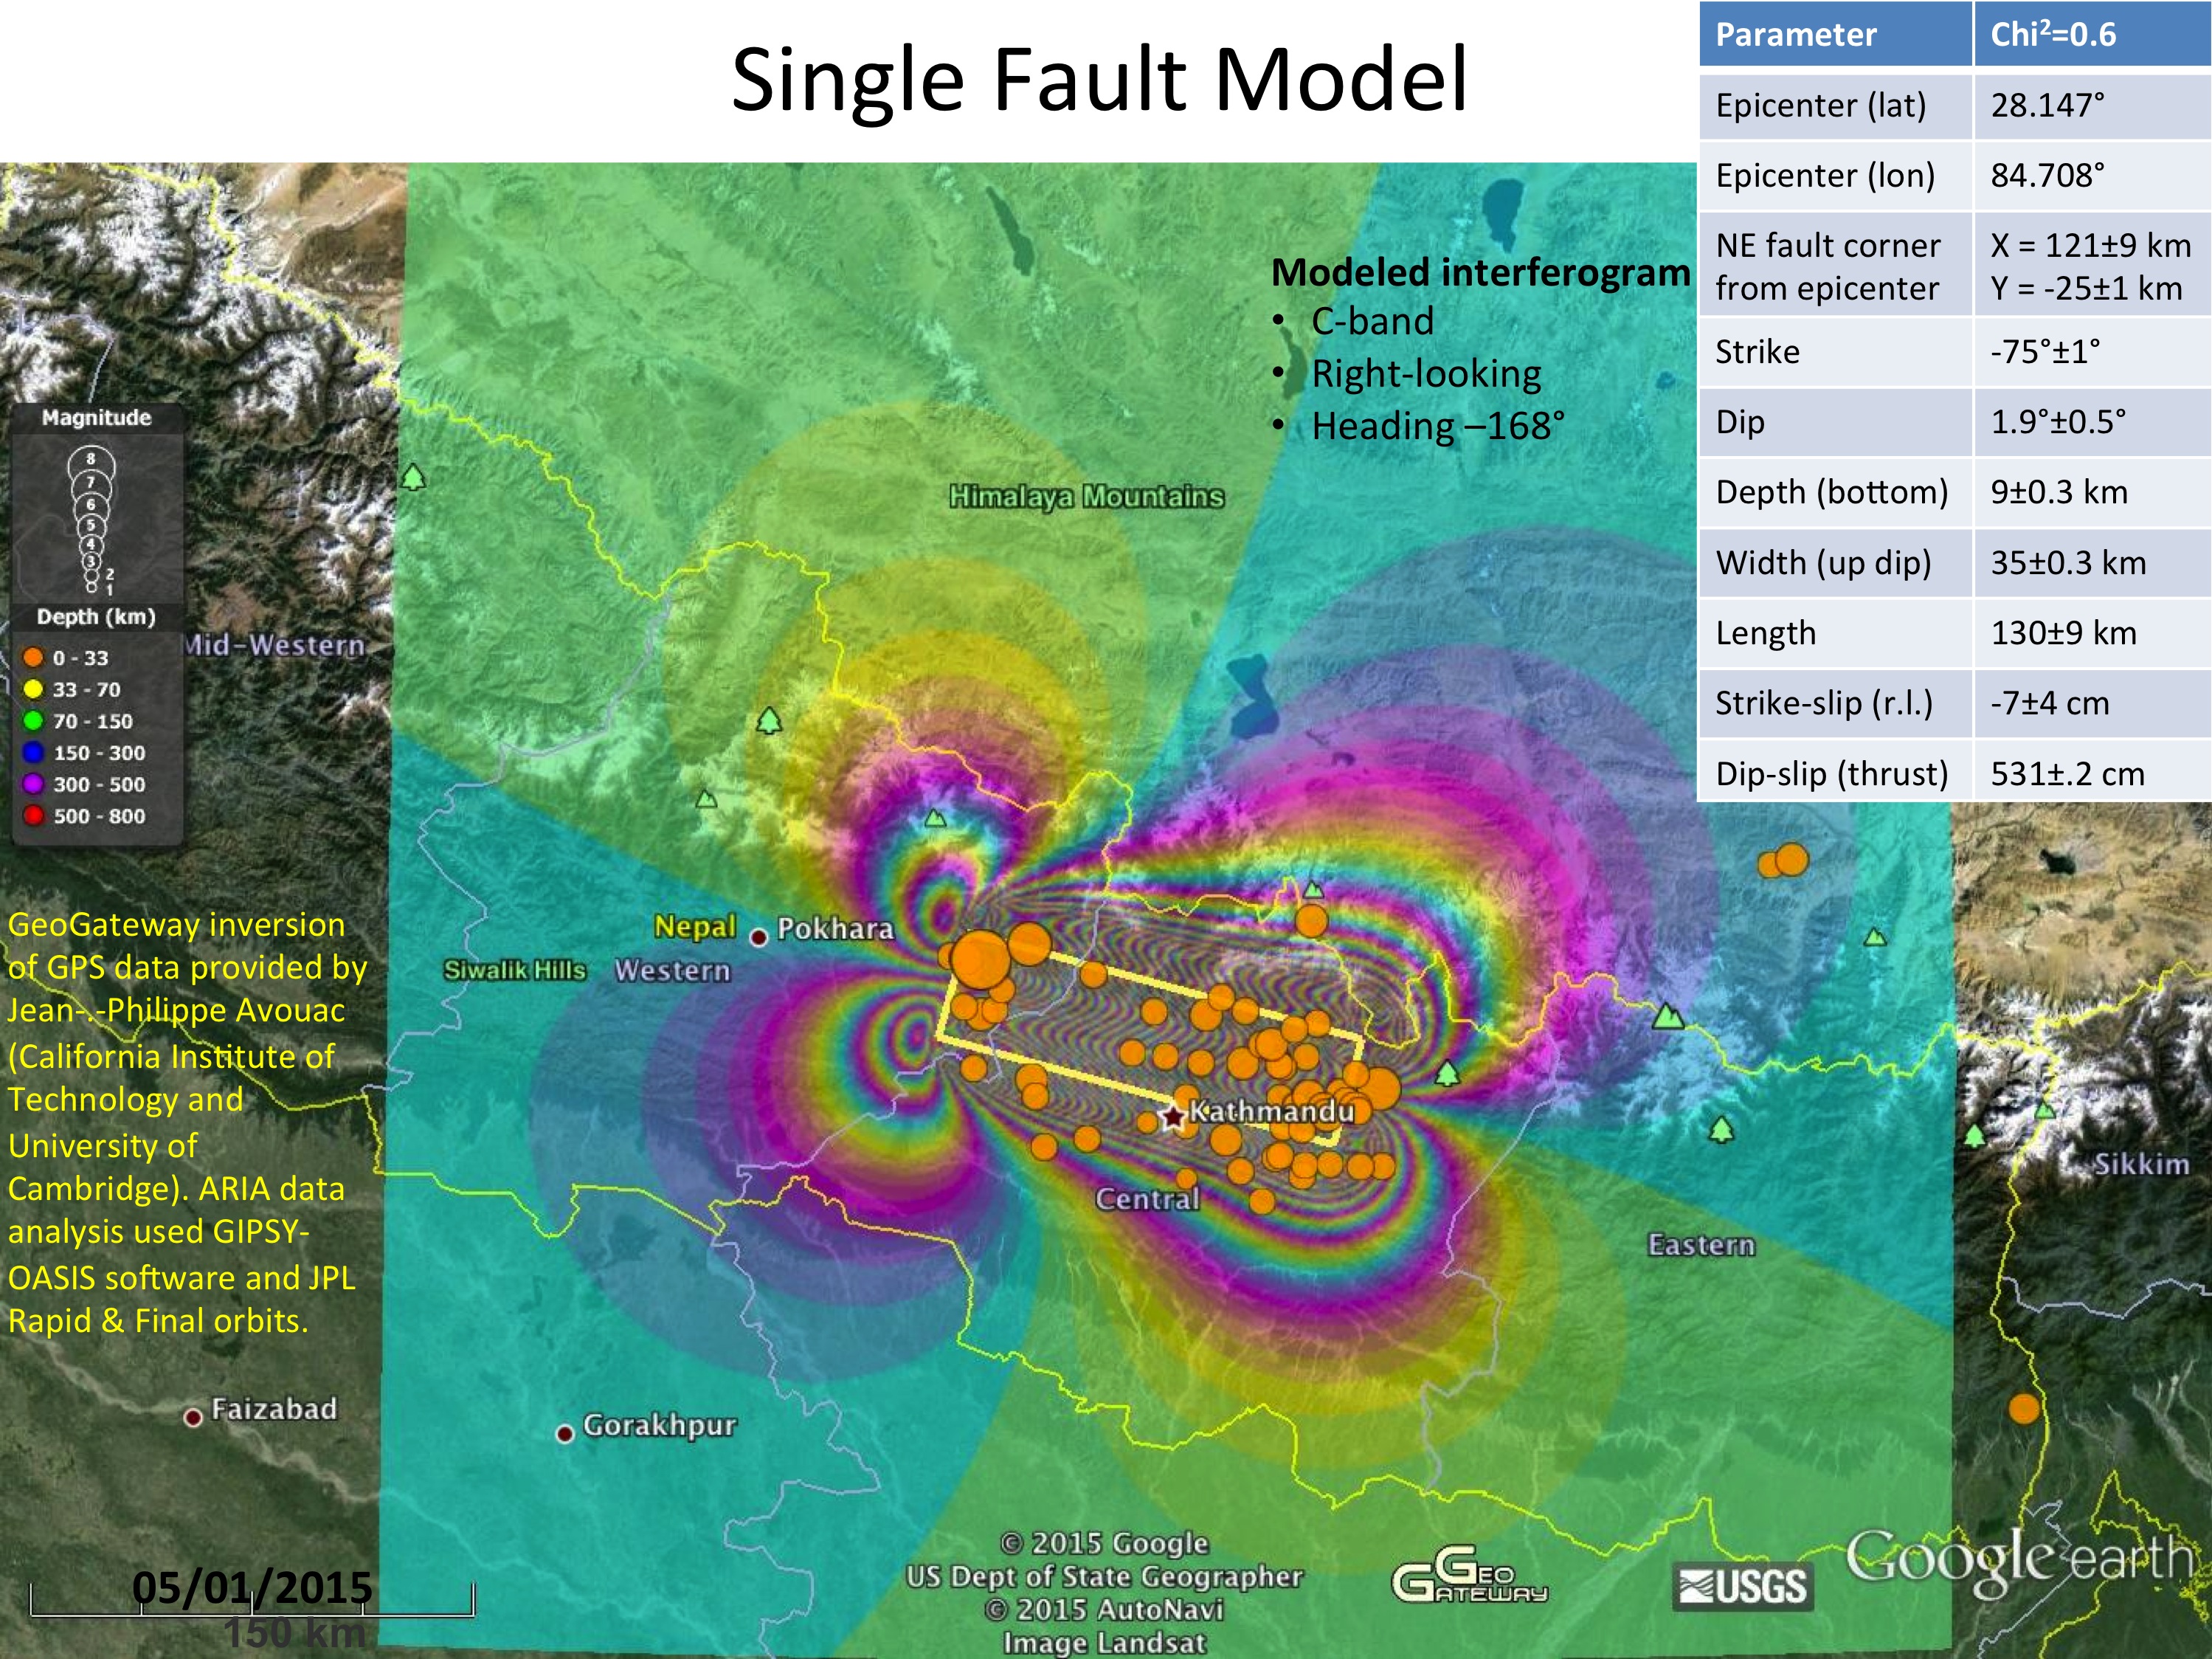 Single Fault Model
Parameter Chi²=0.6
Epicenter (lat) 28.147°
Epicenter (lon) 84.708°
NE fault corner X = 121±9 km
from epicenter Y = -25±1 km
Strike -75°±1°
Dip 1.9°±0.5°
Depth (bottom) 9±0.3 km
Width (up dip) 35±0.3 km
Length 130±9 km
Strike-slip (r.l.) -7±4 cm
Dip-slip (thrust) 531±.2 cm
Modeled interferogram
• C-band
• Right-looking
• Heading –168°
Magnitude
8
7
6
5
4
3
2
1
Depth (km)
0 - 33
33 - 70
70 - 150
150 - 300
300 - 500
500 - 800
Mid-Western
Himalaya Mountains
Nepal
Pokhara
Siwalik Hills
Western
Kathmandu
Central
Eastern
Sikkim
Faizabad
Gorakhpur
GeoGateway inversion
of GPS data provided by
Jean-.-Philippe Avouac
(California Institute of
Technology and
University of
Cambridge). ARIA data
analysis used GIPSY-
OASIS software and JPL
Rapid & Final orbits.
05/01/2015
150 km
© 2015 Google
US Dept of State Geographer
© 2015 AutoNavi
Image Landsat
GEO
GATEWAY
USGS
Google earth